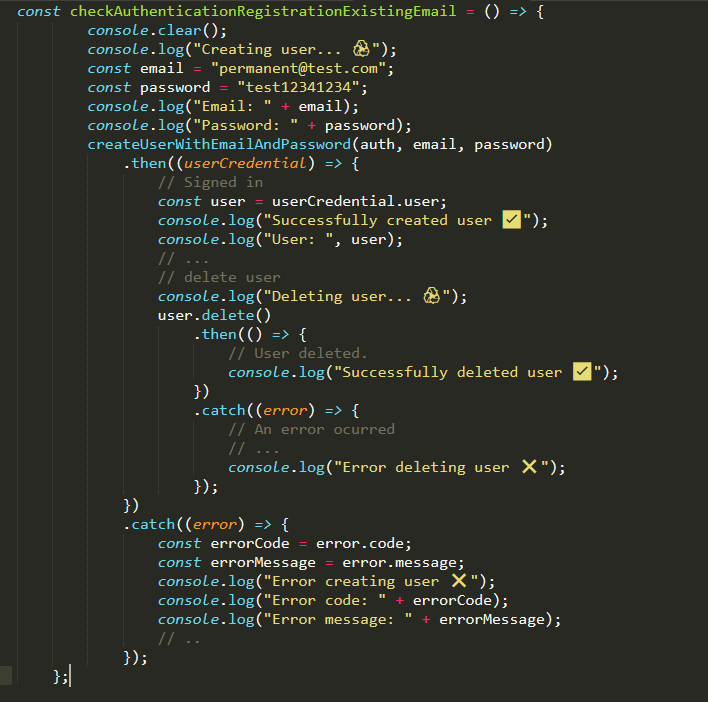 const checkAuthenticationRegistrationExistingEmail = () => {
console.clear();
console.log("Creating user... ♻");
const email = "permanent@test.com";
const password = "test12341234";
console.log("Email: " + email);
console.log("Password: " + password);
createUserWithEmailAndPassword(auth, email, password)
.then((userCredential) => {
// Signed in
const user = userCredential.user;
console.log("Successfully created user ✅");
console.log("User: ", user);
// ...
// delete user
console.log("Deleting user... ♻");
user.delete()
.then(() => {
// User deleted.
console.log("Successfully deleted user ✅");
})
.catch((error) => {
// An error ocurred
// ...
console.log("Error deleting user ❌");
});
})
.catch((error) => {
const errorCode = error.code;
const errorMessage = error.message;
console.log("Error creating user ❌");
console.log("Error code: " + errorCode);
console.log("Error message: " + errorMessage);
// ..
});
};